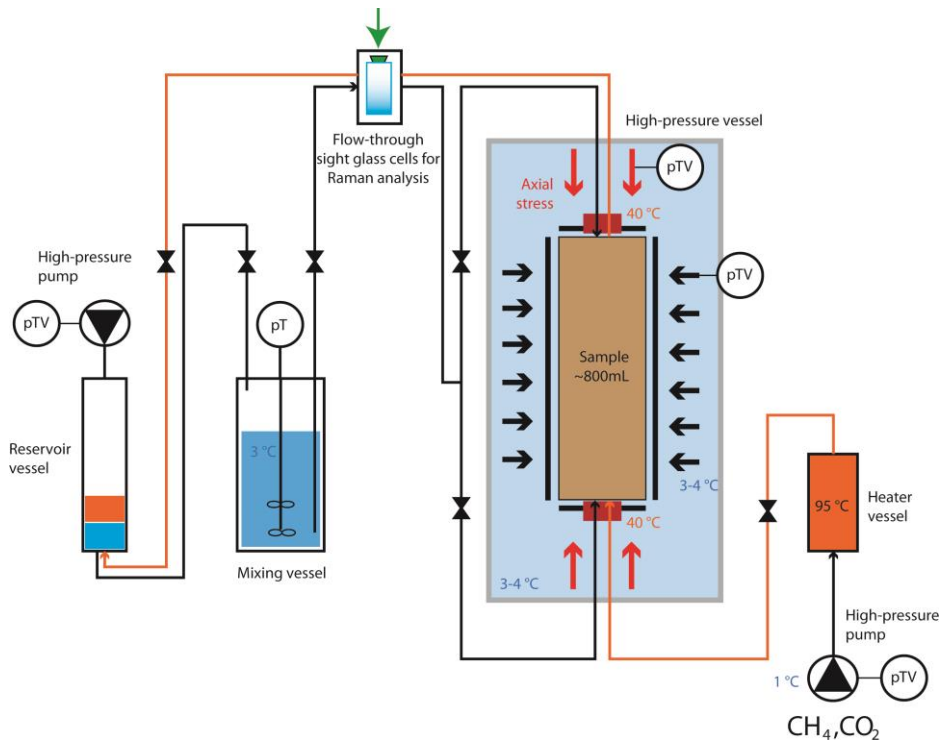 Flow-through
sight glass cells for
Raman analysis
High-pressure vessel
pTV
Axial
stress
40 °C
High-pressure
pump
pTV
pT
pTV
Sample
~800mL
Reservoir
vessel
3 °C
3-4 °C
95 °C
Heater
vessel
40 °C
Mixing vessel
3-4 °C
High-pressure
pump
1 °C
pTV
CH₄,CO₂